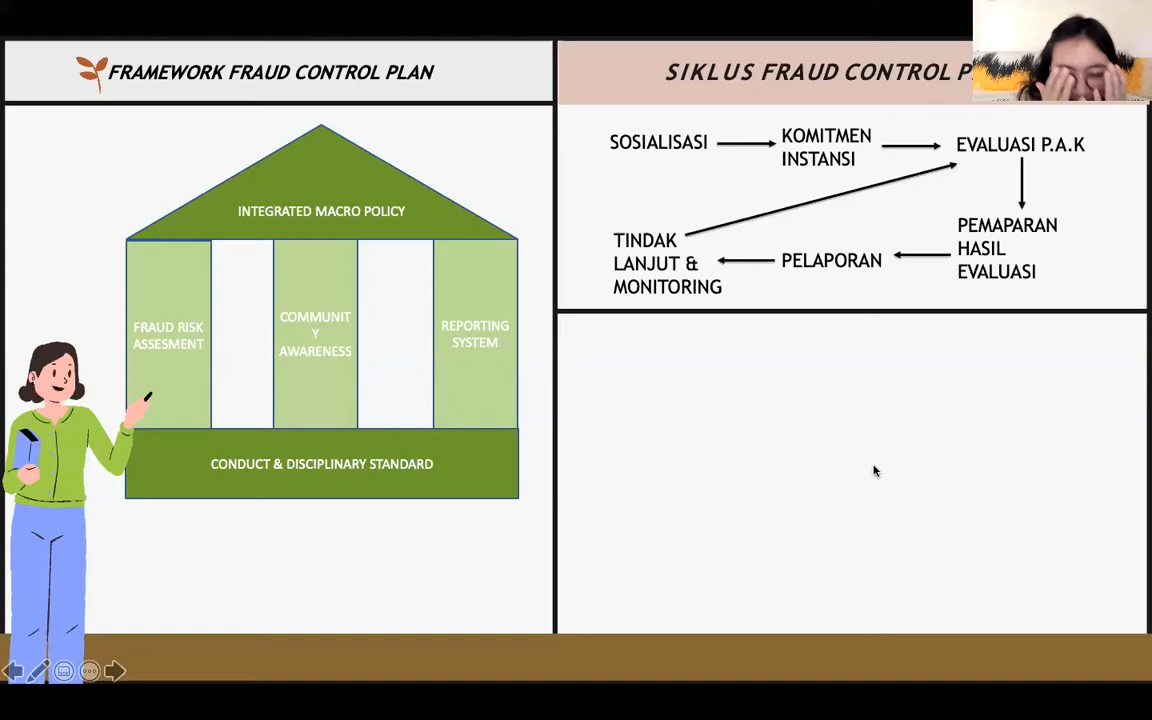 FRAMEWORK FRAUD CONTROL PLAN
INTEGRATED MACRO POLICY
FRAUD RISK
ASSESMENT
COMMUNIT
Y
AWARENESS
REPORTING
SYSTEM
CONDUCT & DISCIPLINARY STANDARD
SIKLUS FRAUD CONTROL
SOSIALISASI
KOMITMEN
INSTANSI
EVALUASI P.A.K
PEMAPARAN
HASIL
EVALUASI
PELAPORAN
TINDAK
LANJUT &
MONITORING